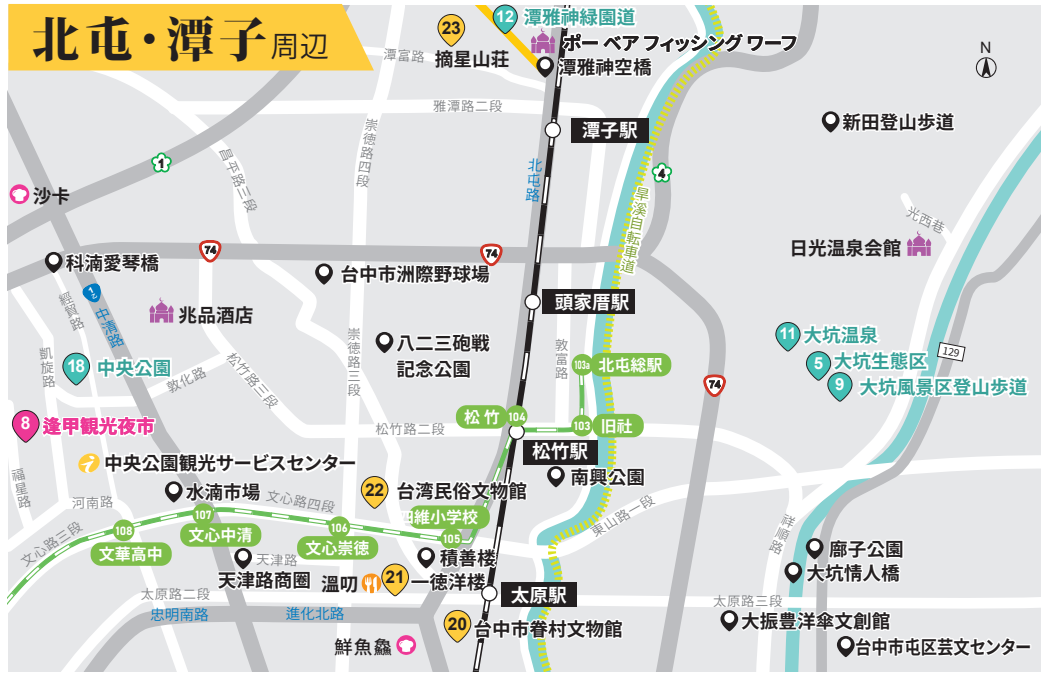 北屯・潭子周辺
23
摘星山荘
12
潭雅神緑園道
ポー ベア フィッシング ワーフ
潭雅神空橋
N
潭富路
雅潭路二段
潭子駅
新田登山歩道
崇徳路四段
昌平路三段
1
北屯路
4
旱溪自転車道
沙卡
光西巷
74
74
日光温泉会館
科湳愛琴橋
台中市洲際野球場
經貿路
1乙
中清路
兆品酒店
頭家厝駅
八二三砲戦
記念公園
崇徳路三段
敦富路
11
大坑温泉
凱旋路
18
中央公園
敦化路
松竹路三段
103a
北屯総駅
5
大坑生態区
129
74
9
大坑風景区登山歩道
8
逢甲観光夜市
松竹
104
松竹路二段
103
旧社
松竹駅
中央公園観光サービスセンター
南興公園
福星路
水湳市場
22
台湾民俗文物館
河南路
文心路四段
四維小学校
東山路一段
文心路三段
108
文華高中
107
文心中清
106
文心崇徳
105
祥順路
積善楼
天津路
天津路商圏
廍子公園
溫叨
21
一徳洋楼
大坑情人橋
太原路二段
太原駅
太原路三段
忠明南路
進化北路
20
台中市眷村文物館
大振豊洋傘文創館
鮮魚鱻
台中市屯区芸文センター